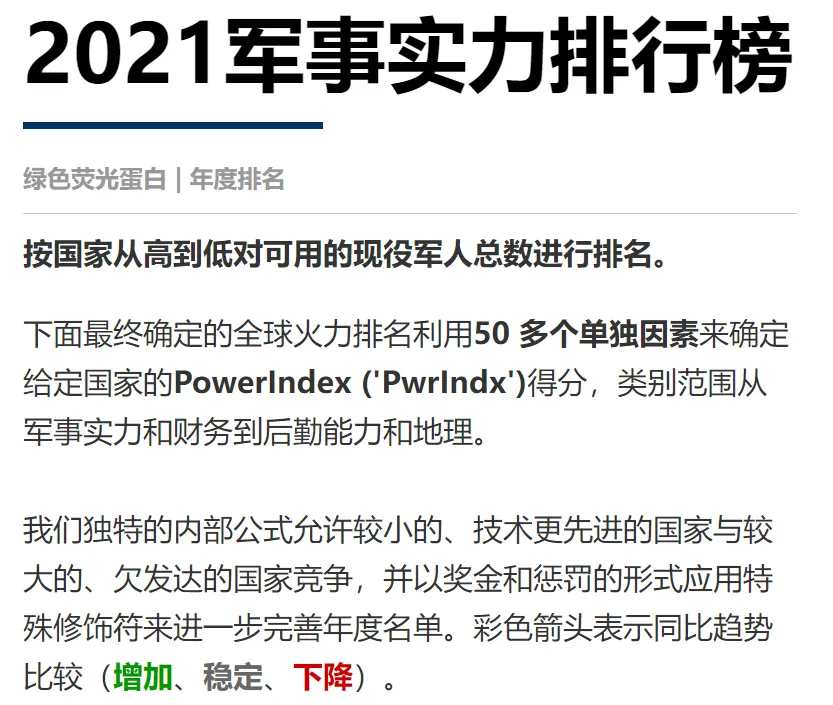 2021军事实力排行榜
绿色荧光蛋白 | 年度排名
按国家从高到低对可用的现役军人总数进行排名。
下面最终确定的全球火力排名利用50 多个单独因素来确定
给定国家的PowerIndex ('PwrIndx')得分，类别范围从
军事实力和财务到后勤能力和地理。
我们独特的内部公式允许较小的、技术更先进的国家与较
大的、欠发达的国家竞争，并以奖金和惩罚的形式应用特
殊修饰符来进一步完善年度名单。彩色箭头表示同比趋势
比较（增加、稳定、下降）。